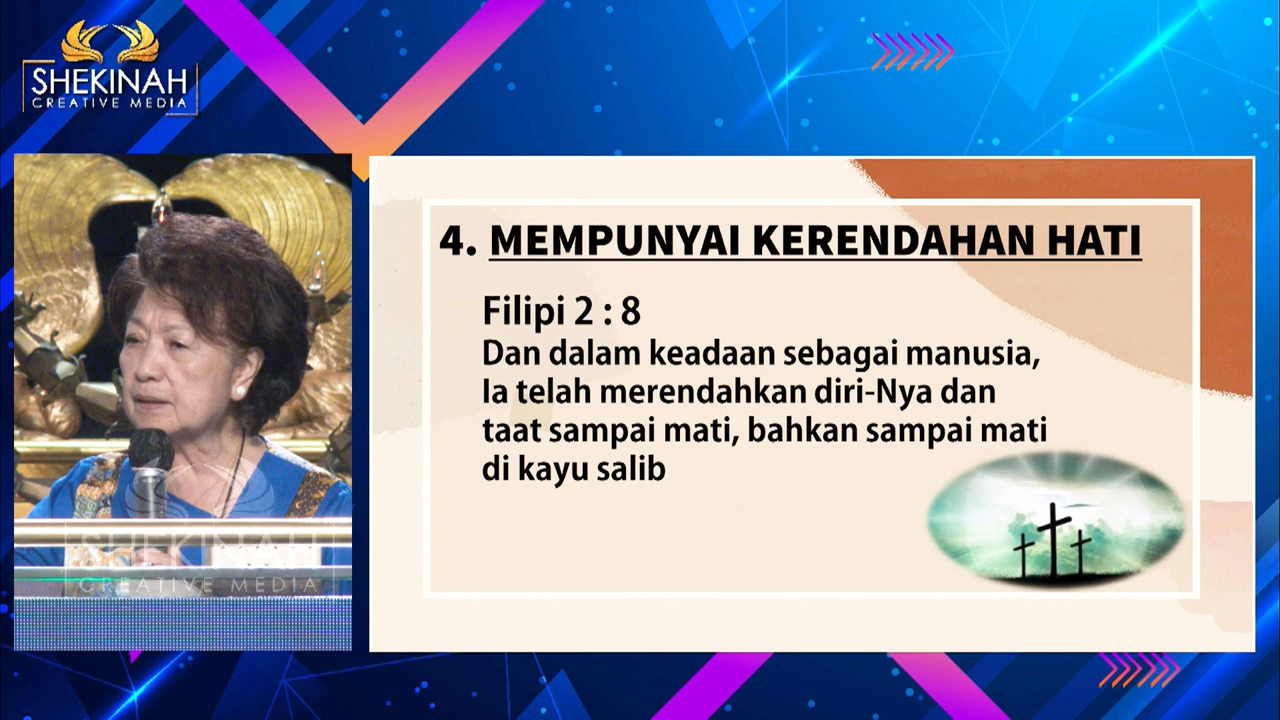 SHEKINAH
CREATIVE MEDIA
4. MEMPUNYAI KERENDAHAN HATI
Filipi 2 : 8
Dan dalam keadaan sebagai manusia,
Ia telah merendahkan diri-Nya dan
taat sampai mati, bahkan sampai mati
di kayu salib
SHEKINAH
CREATIVE MEDIA